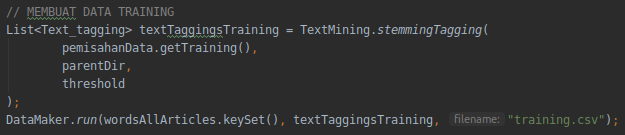 // MEMBUAT DATA TRAINING
List<Text_tagging> textTaggingsTraining = TextMining.stemmingTagging(
pemisahanData.getTraining(),
parentDir,
threshold
);
DataMaker.run(wordsAllArticles.keySet(), textTaggingsTraining, filename: "training.csv");